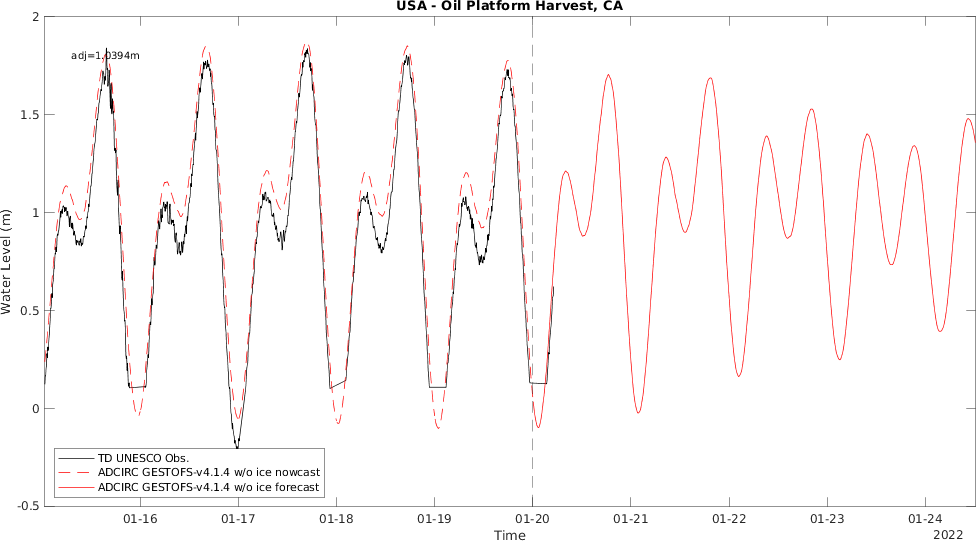 USA - Oil Platform Harvest, CA
adj=1.0394m
2
1.5
1
0.5
0
-0.5
Water Level (m)
TD UNESCO Obs.
ADCIRC GESTOFS-v4.1.4 w/o ice nowcast
ADCIRC GESTOFS-v4.1.4 w/o ice forecast
01-16 01-17 01-18 01-19 01-20 01-21 01-22 01-23 01-24
Time
2022